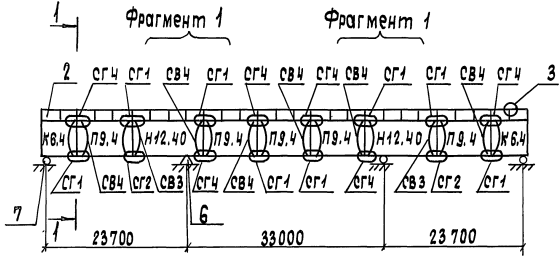 1 Фрагмент 1 Фрагмент 1
2 СГ4 СГ1 СВ4 СГ1 СГ4 СВ4 СГ4 СВ4 СГ1 СГ1 СВ4 СГ4 3
К6.4 П9.4 Н12.40 П9.4 П9.4 П9.4 Н12.40 П9.4 К6.4
СГ1 СВ4 СГ2 СВ3 СГ4 СВ4 СГ1 СГ1 СГ4 СВ3 СГ2 СГ1
7 1 6
23700 33000 23700